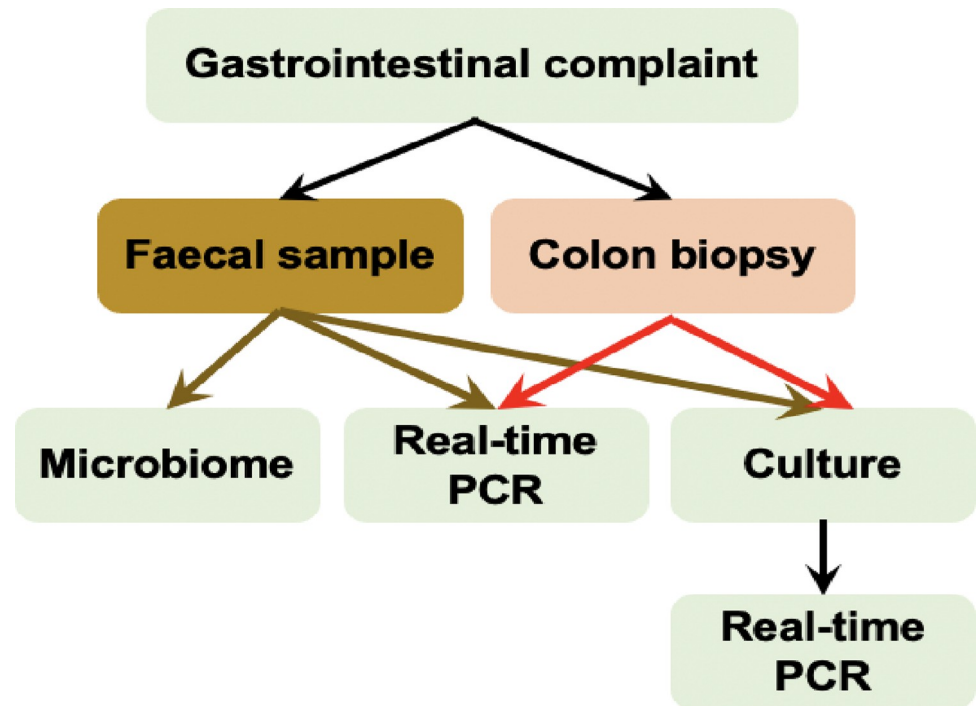 Gastrointestinal complaint
Faecal sample
Colon biopsy
Microbiome
Real-time
PCR
Culture
Real-time
PCR